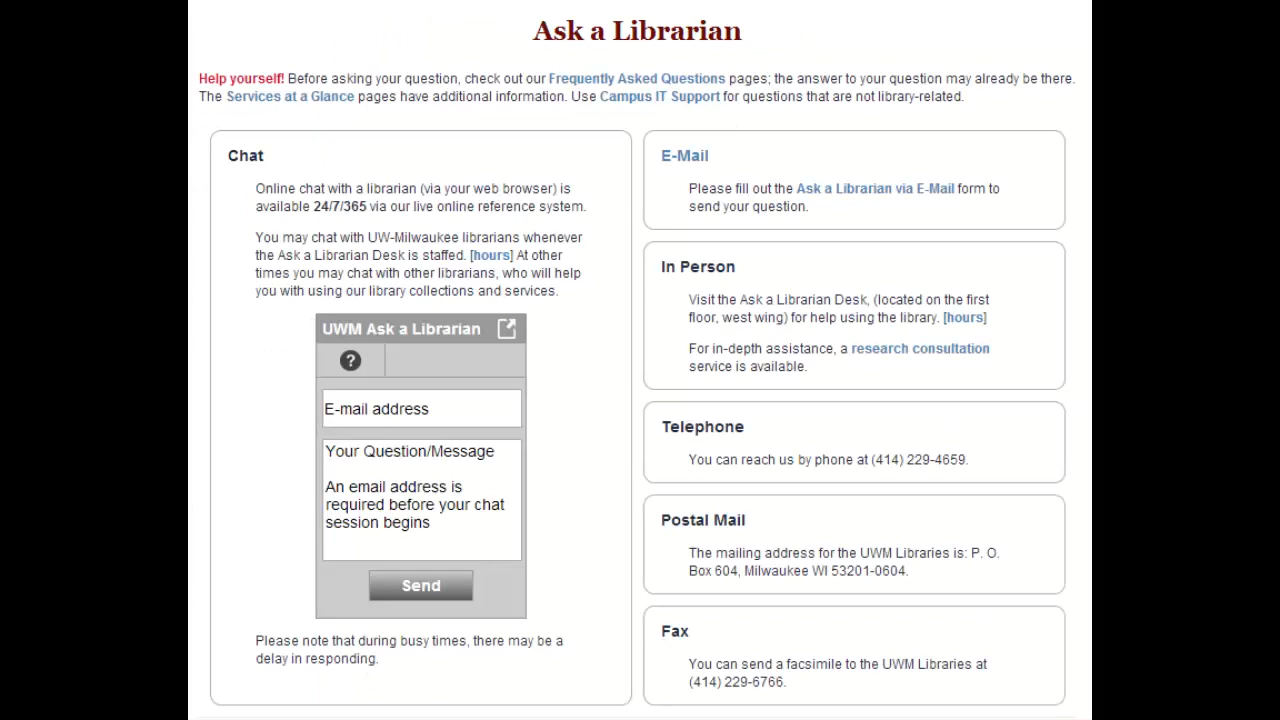 Ask a Librarian
Help yourself! Before asking your question, check out our Frequently Asked Questions pages; the answer to your question may already be there.
The Services at a Glance pages have additional information. Use Campus IT Support for questions that are not library-related.
Chat
Online chat with a librarian (via your web browser) is
available 24/7/365 via our live online reference system.
You may chat with UW-Milwaukee librarians whenever
the Ask a Librarian Desk is staffed. [hours] At other
times you may chat with other librarians, who will help
you with using our library collections and services.
UWM Ask a Librarian
?
E-mail address
Your Question/Message
An email address is
required before your chat
session begins
Send
Please note that during busy times, there may be a
delay in responding.
E-Mail
Please fill out the Ask a Librarian via E-Mail form to
send your question.
In Person
Visit the Ask a Librarian Desk, (located on the first
floor, west wing) for help using the library. [hours]
For in-depth assistance, a research consultation
service is available.
Telephone
You can reach us by phone at (414) 229-4659.
Postal Mail
The mailing address for the UWM Libraries is: P. O.
Box 604, Milwaukee WI 53201-0604.
Fax
You can send a facsimile to the UWM Libraries at
(414) 229-6766.